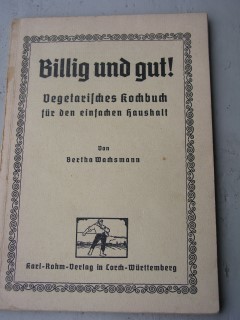 Billig und gut!
Vegetarisches Kochbuch
für den einfachen Haushalt
Von
Bertha Wachsmann
Karl-Rohm-Verlag in Lorch-Württemberg